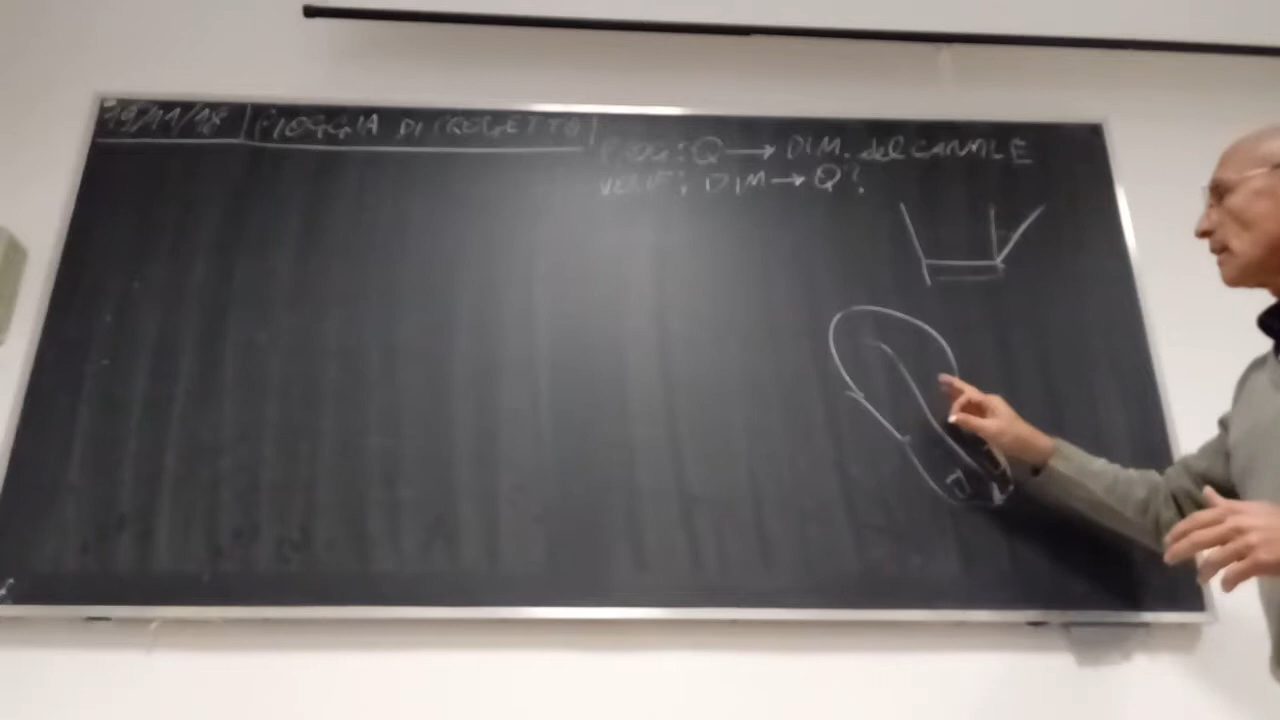 19/11/18 PIOGGIA DI PROGETTO
PROG: Q → DIM. del CANALE
VERIF: DIM → Q?